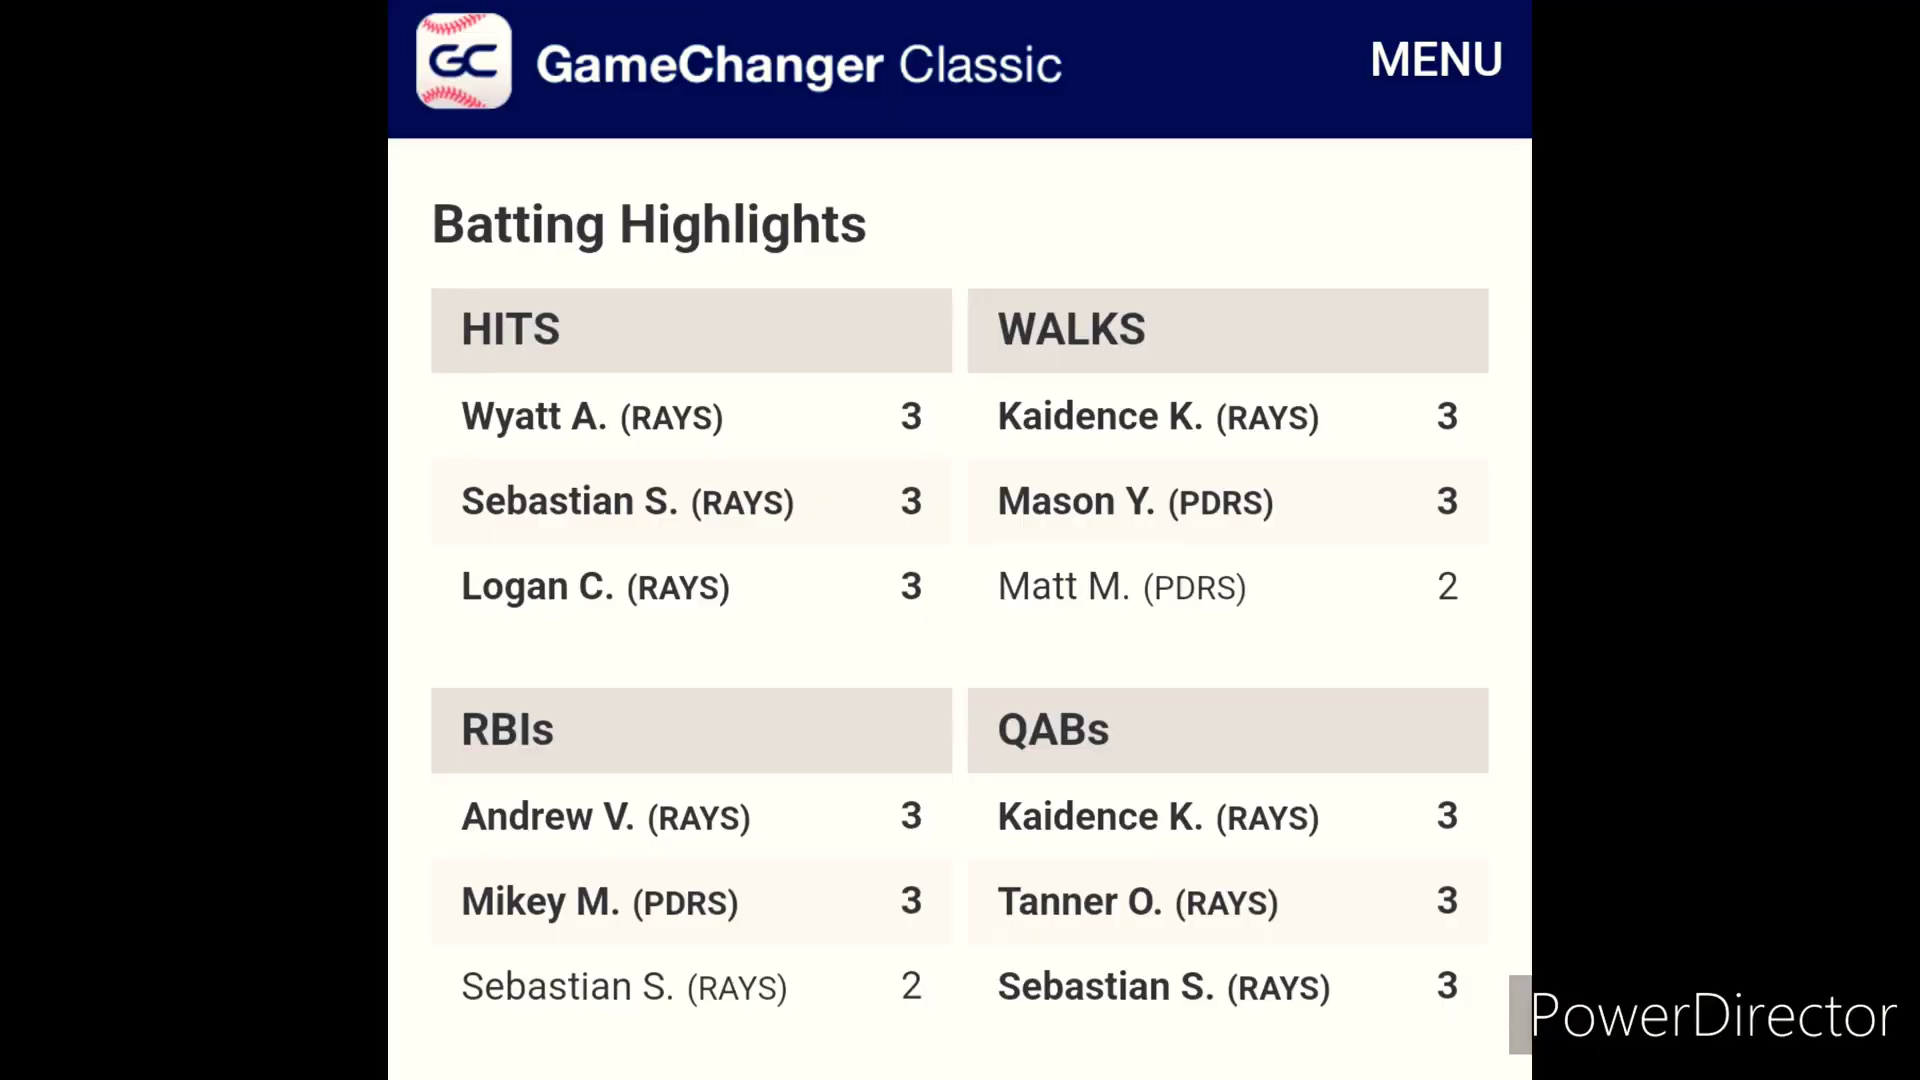 GC GameChanger Classic MENU
Batting Highlights
HITS WALKS
Wyatt A. (RAYS) 3 Kaidence K. (RAYS) 3
Sebastian S. (RAYS) 3 Mason Y. (PDRS) 3
Logan C. (RAYS) 3 Matt M. (PDRS) 2
RBIs QABs
Andrew V. (RAYS) 3 Kaidence K. (RAYS) 3
Mikey M. (PDRS) 3 Tanner O. (RAYS) 3
Sebastian S. (RAYS) 2 Sebastian S. (RAYS) 3
PowerDirector